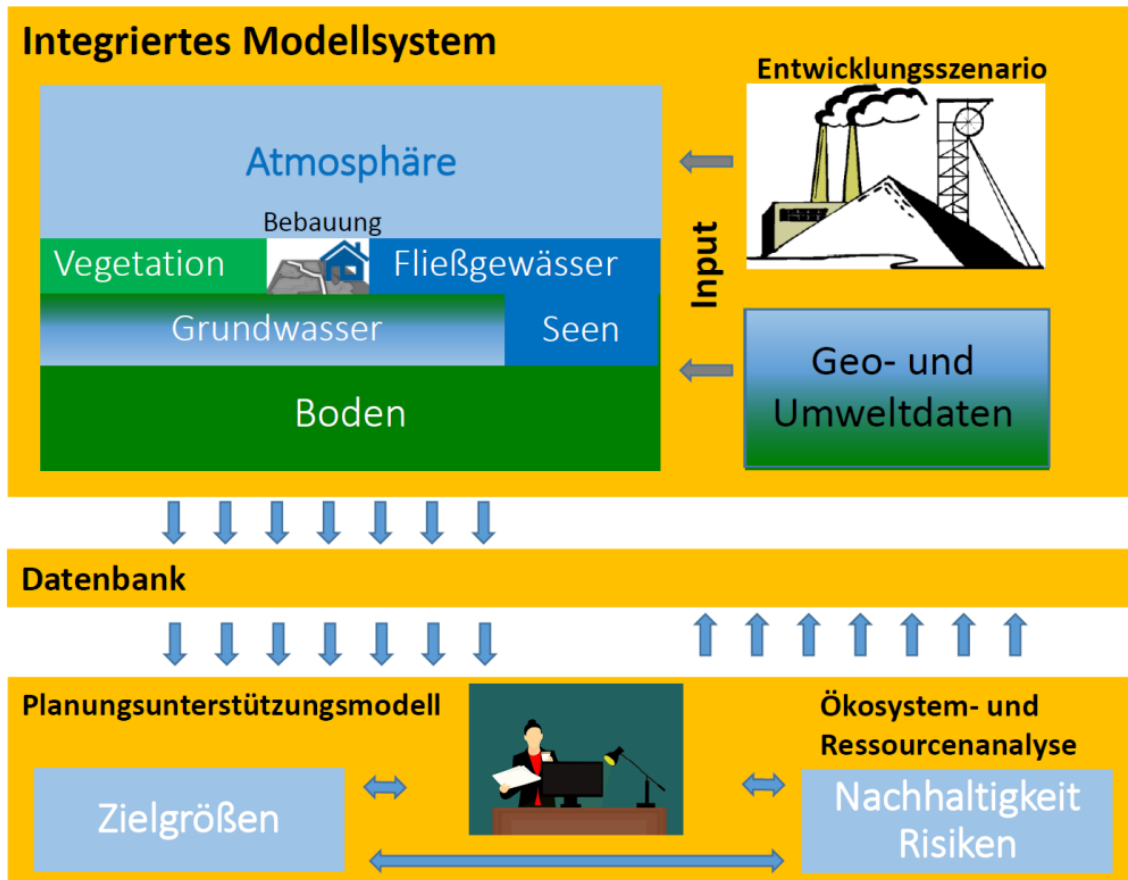 Integriertes Modellsystem
Entwicklungsszenario
Atmosphäre
Bebauung
Vegetation
Fließgewässer
Input
Grundwasser
Seen
Geo- und
Umweltdaten
Boden
Datenbank
Planungsunterstützungsmodell
Ökosystem- und
Ressourcenanalyse
Zielgrößen
Nachhaltigkeit
Risiken